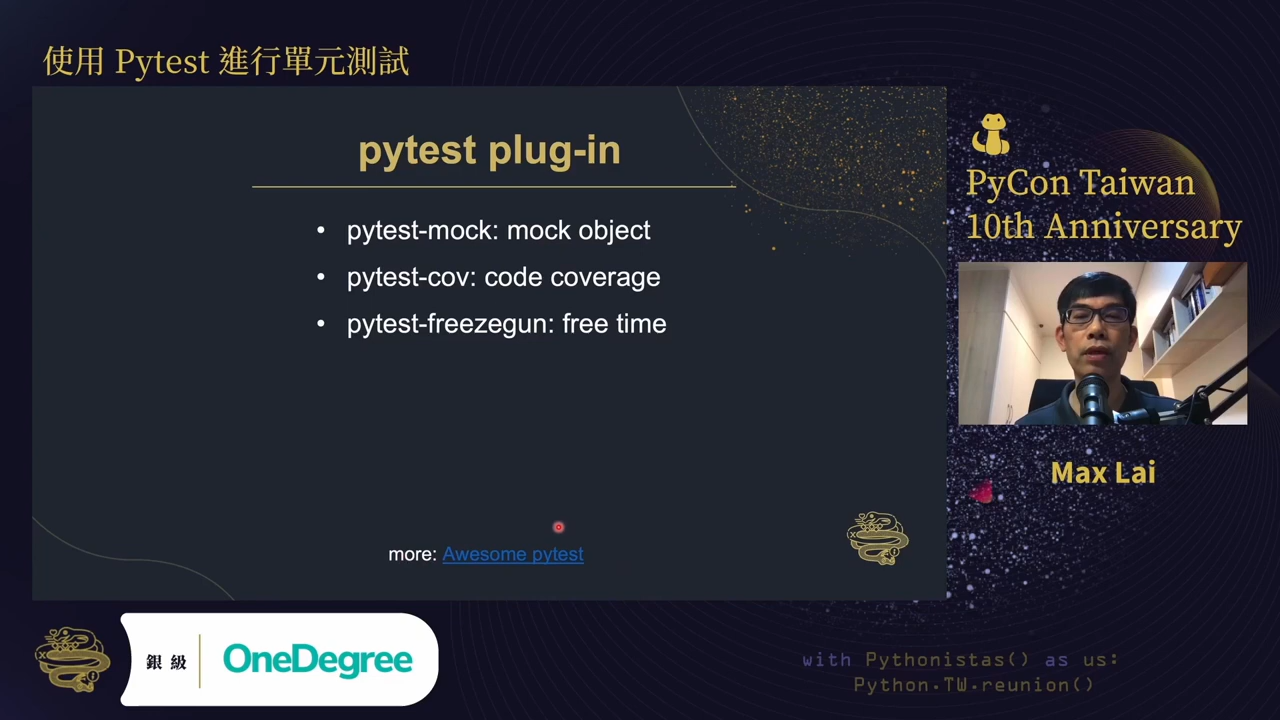 使用 Pytest 進行單元測試
pytest plug-in
• pytest-mock: mock object
• pytest-cov: code coverage
• pytest-freezegun: free time
more: Awesome pytest
PyCon Taiwan
10th Anniversary
Max Lai
銀級
OneDegree
with Pythonistas() as us:
Python.TW.reunion()